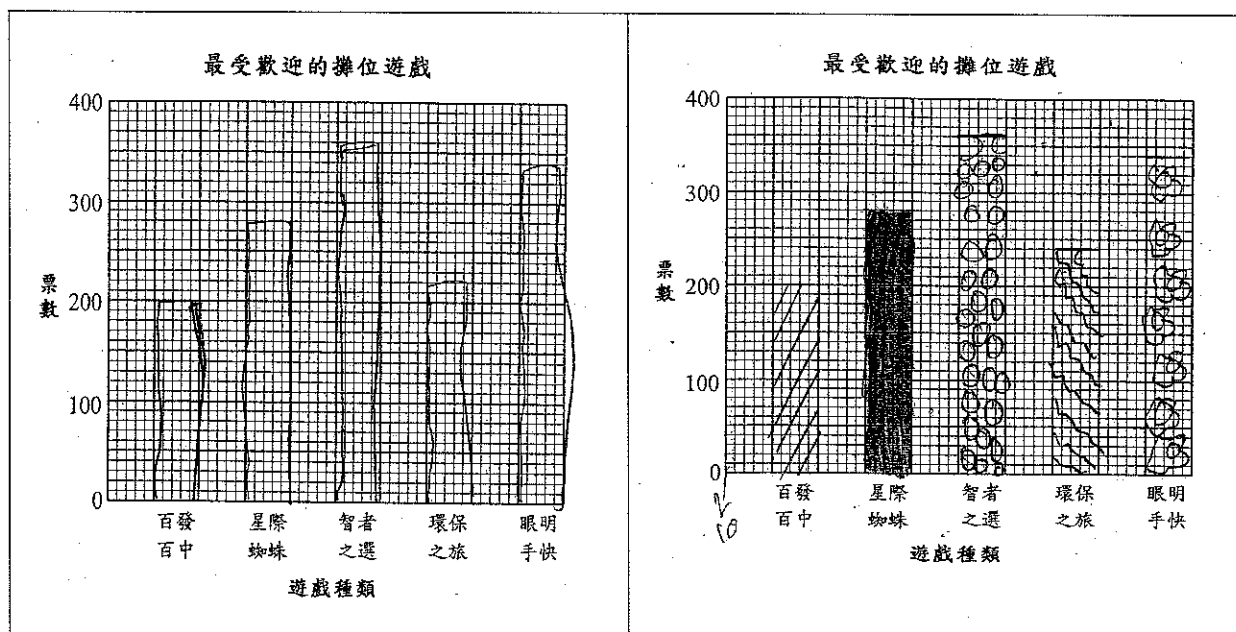 最受歡迎的攤位遊戲
400
300
200
100
0
票數
百發百中
星際蜘蛛
智者之選
環保之旅
眼明手快
遊戲種類
最受歡迎的攤位遊戲
400
300
200
100
0
票數
百發百中
星際蜘蛛
智者之選
環保之旅
眼明手快
遊戲種類